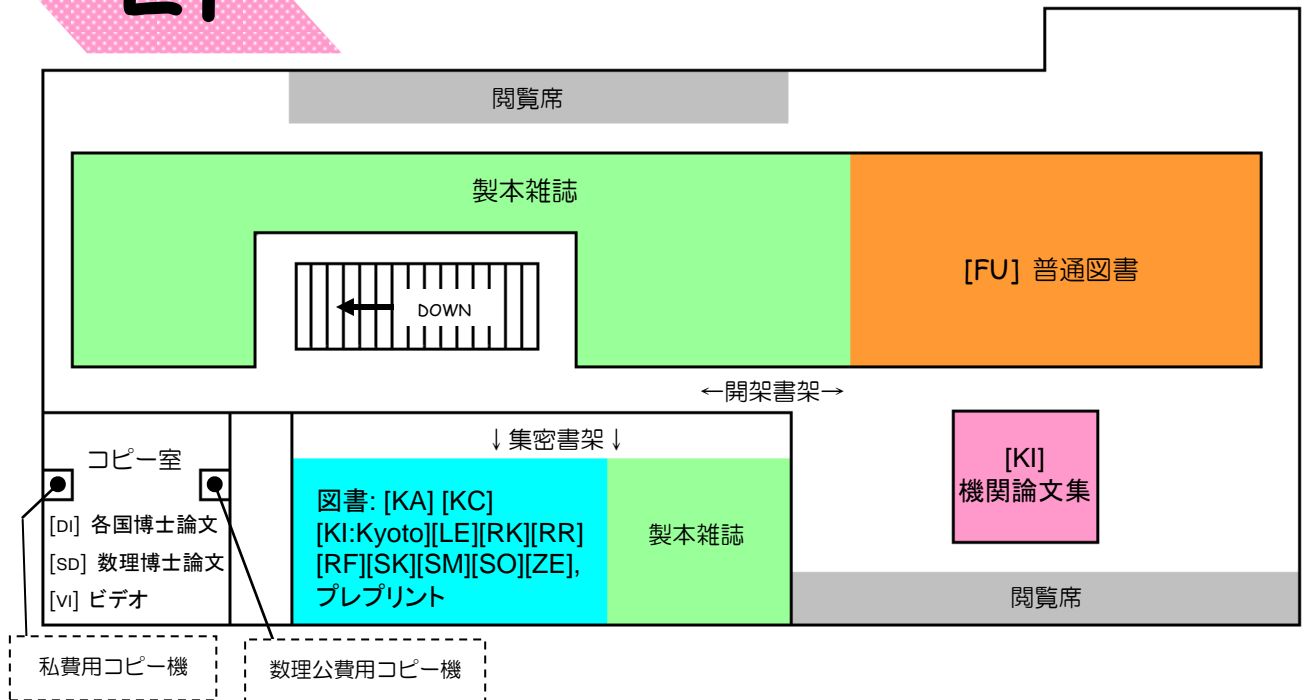 閲覧席
製本雑誌
[FU] 普通図書
DOWN
←開架書架→
コピー室
↓集密書架↓
[KI]
機関論文集
図書: [KA] [KC]
[KI:Kyoto][LE][RK][RR]
[RF][SK][SM][SO][ZE],
プレプリント
製本雑誌
[DI] 各国博士論文
[SD] 数理博士論文
[VI] ビデオ
閲覧席
私費用コピー機
数理公費用コピー機